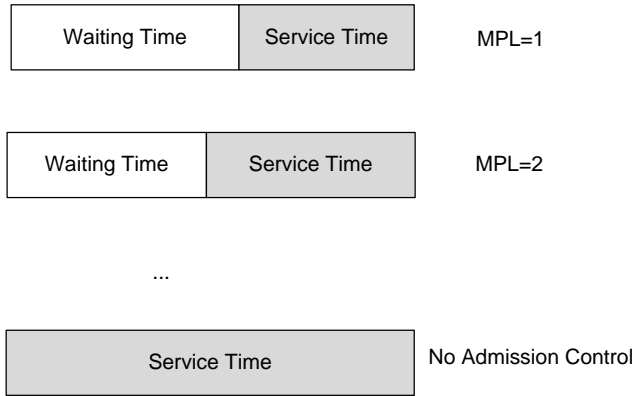 Waiting Time Service Time MPL=1
Waiting Time Service Time MPL=2
...
Service Time No Admission Control